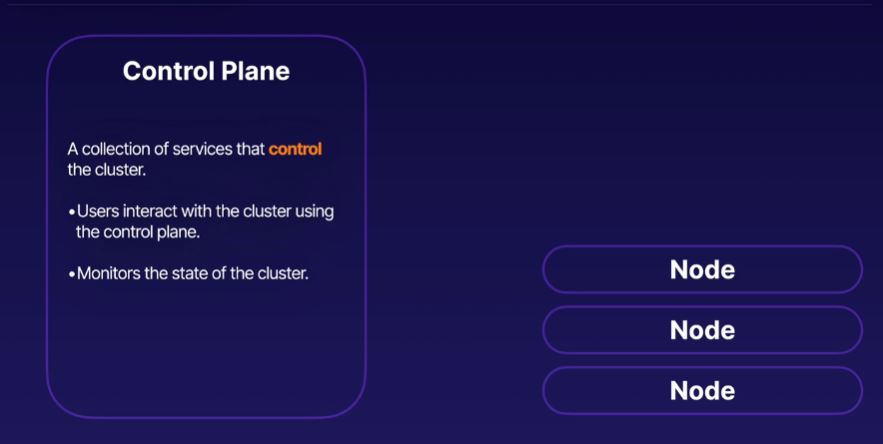 Control Plane
A collection of services that control
the cluster.
•Users interact with the cluster using
the control plane.
•Monitors the state of the cluster.
Node
Node
Node